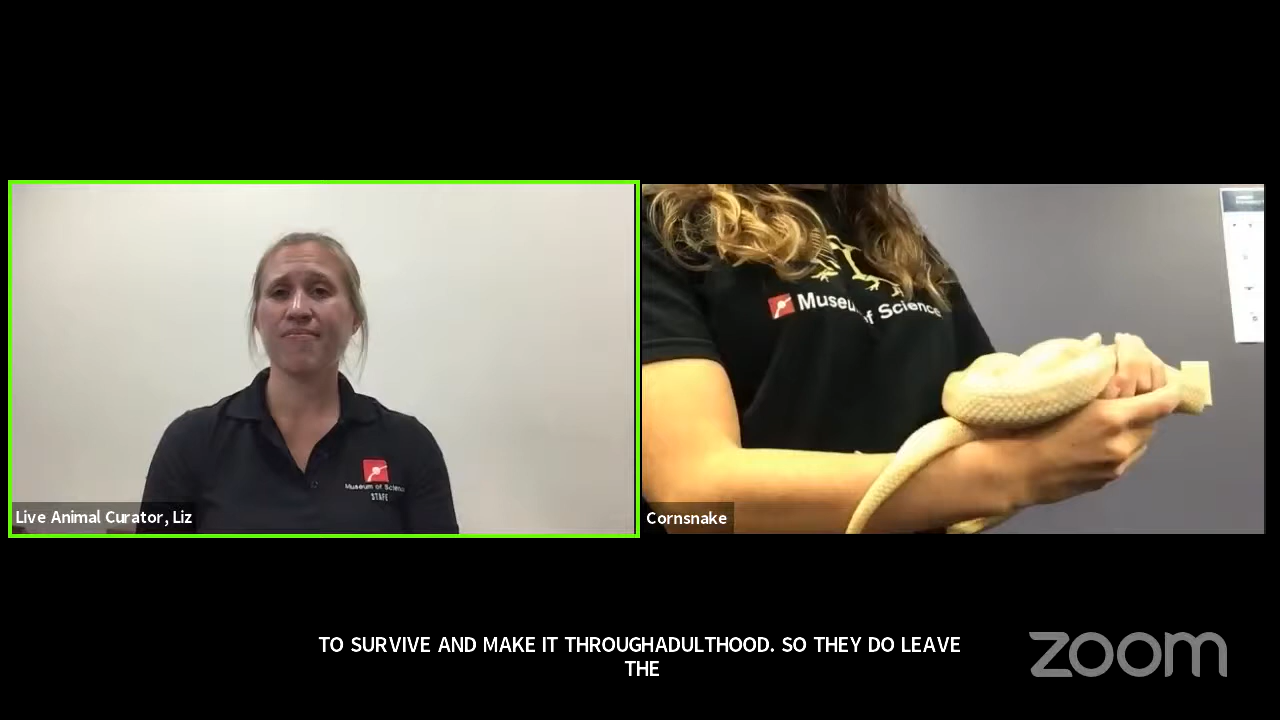 Museum of Science
Museum of Science
STAFF
Live Animal Curator, Liz
Cornsnake
TO SURVIVE AND MAKE IT THROUGHADULTHOOD. SO THEY DO LEAVE
THE
zoom